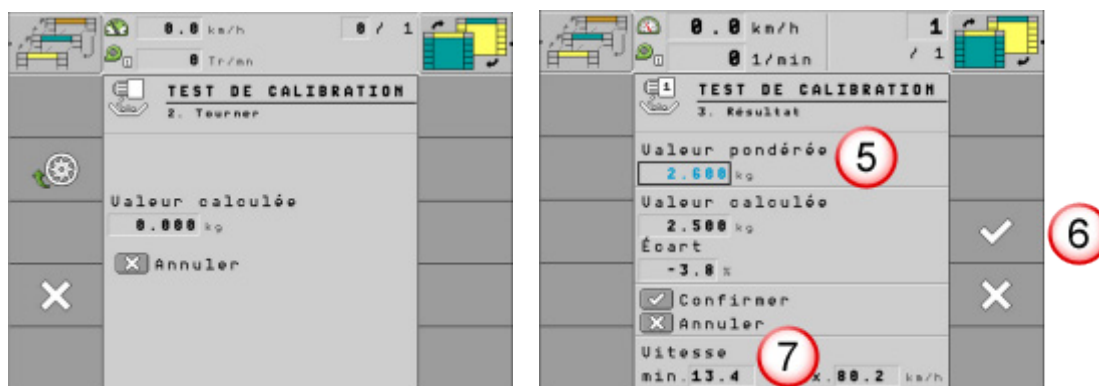 0.0 km/h
0 / 1
0 Tr/mn
TEST DE CALIBRATION
2. Tourner
Valeur calculée
0.000 kg
Annuler
0.0 km/h
1
0 1/min
/ 1
1
TEST DE CALIBRATION
3. Résultat
Valeur pondérée
5
2.600 kg
Valeur calculée
2.500 kg
6
Écart
-3.8 %
Confirmer
Annuler
Vitesse
7
min. 13.4 x. 80.2 km/h